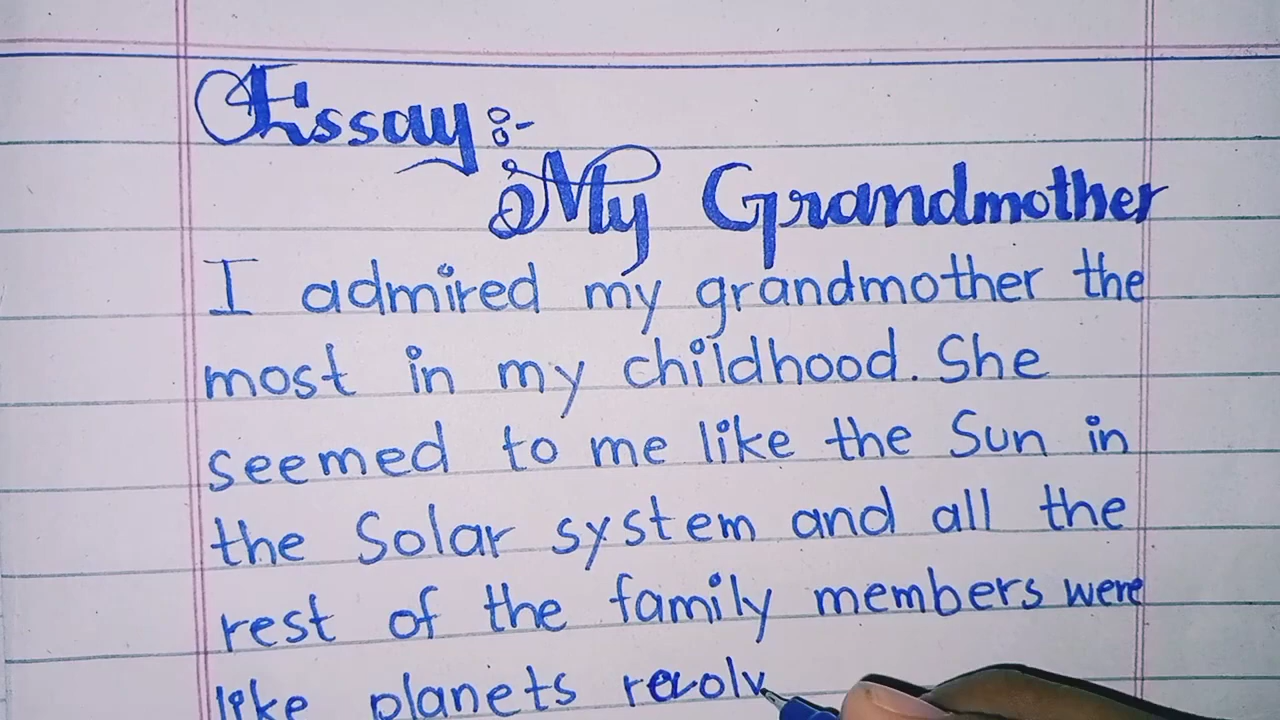 Essay :-
My Grandmother
I admired my grandmother the
most in my childhood. She
seemed to me like the Sun in
the Solar system and all the
rest of the family members were
like planets revolv